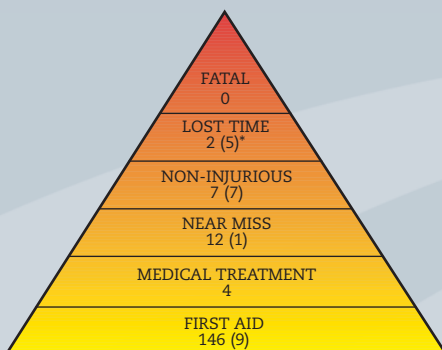 FATAL
0
LOST TIME
2 (5)*
NON-INJURIOUS
7 (7)
NEAR MISS
12 (1)
MEDICAL TREATMENT
4
FIRST AID
146 (9)